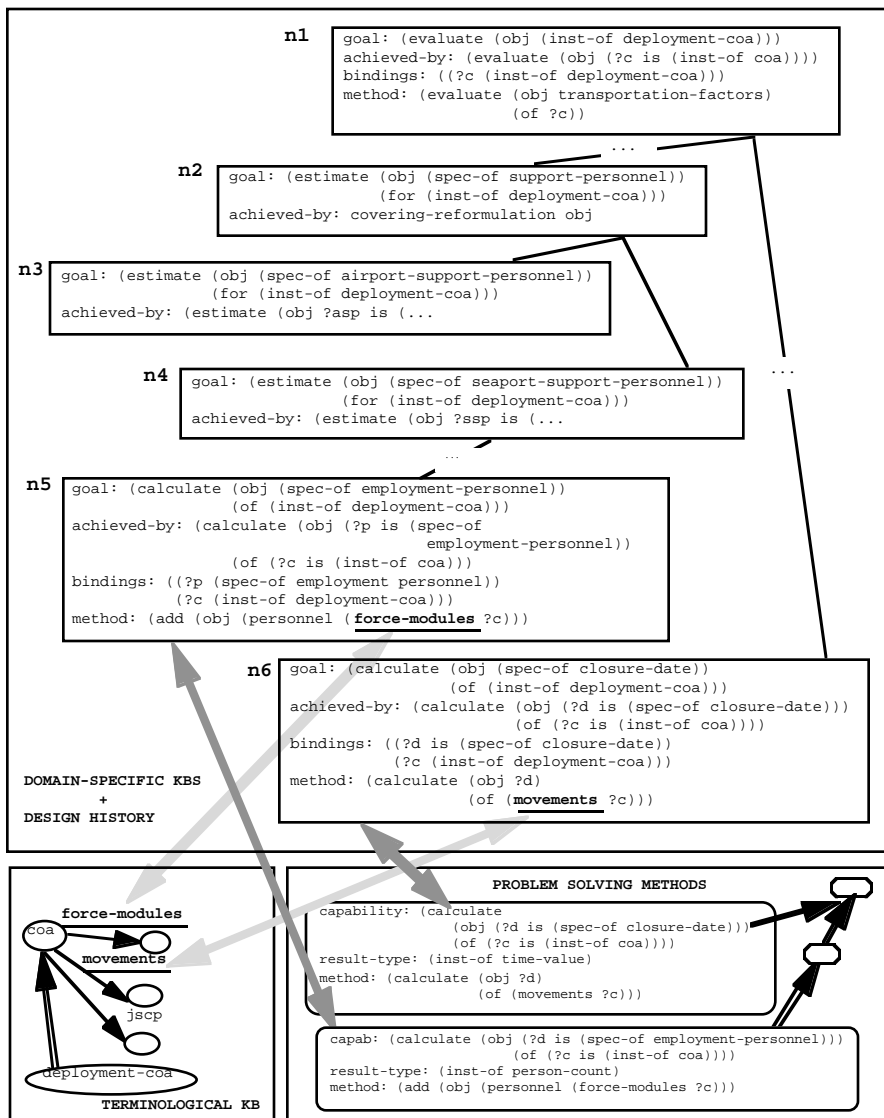 n1
goal: (evaluate (obj (inst-of deployment-coa)))
achieved-by: (evaluate (obj (?c is (inst-of coa))))
bindings: ((?c (inst-of deployment-coa)))
method: (evaluate (obj transportation-factors)
(of ?c))
...
n2
goal: (estimate (obj (spec-of support-personnel))
(for (inst-of deployment-coa)))
achieved-by: covering-reformulation obj
n3
goal: (estimate (obj (spec-of airport-support-personnel))
(for (inst-of deployment-coa)))
achieved-by: (estimate (obj ?asp is (...
...
n4
goal: (estimate (obj (spec-of seaport-support-personnel))
(for (inst-of deployment-coa)))
achieved-by: (estimate (obj ?ssp is (...
...
n5
goal: (calculate (obj (spec-of employment-personnel))
(of (inst-of deployment-coa)))
achieved-by: (calculate (obj (?p is (spec-of
employment-personnel))
(of (?c is (inst-of coa)))
bindings: ((?p (spec-of employment personnel))
(?c (inst-of deployment-coa)))
method: (add (obj (personnel (force-modules ?c)))
n6
goal: (calculate (obj (spec-of closure-date))
(of (inst-of deployment-coa)))
achieved-by: (calculate (obj (?d is (spec-of closure-date)))
(of (?c is (inst-of coa))))
bindings: ((?d is (spec-of closure-date))
(?c (inst-of deployment-coa)))
method: (calculate (obj ?d)
(of (movements ?c)))
DOMAIN-SPECIFIC KBS
+
DESIGN HISTORY
force-modules
coa
movements
jscp
deployment-coa
TERMINOLOGICAL KB
PROBLEM SOLVING METHODS
capability: (calculate
(obj (?d is (spec-of closure-date)))
(of (?c is (inst-of coa))))
result-type: (inst-of time-value)
method: (calculate (obj ?d)
(of (movements ?c)))
capab: (calculate (obj (?d is (spec-of employment-personnel)))
(of (?c is (inst-of coa))))
result-type: (inst-of person-count)
method: (add (obj (personnel (force-modules ?c)))